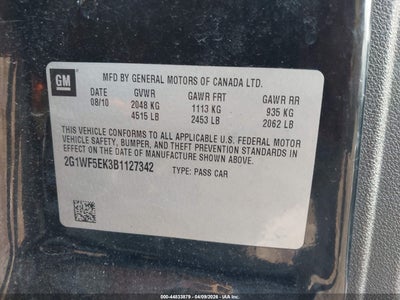 GM
MFD BY GENERAL MOTORS OF CANADA LTD.
DATE GVWR GAWR FRT GAWR RR
08/10 2048 KG 1113 KG 935 KG
4515 LB 2453 LB 2062 LB
THIS VEHICLE CONFORMS TO ALL APPLICABLE U.S. FEDERAL MOTOR
VEHICLE SAFETY, BUMPER, AND THEFT PREVENTION STANDARDS IN
EFFECT ON THE DATE OF MANUFACTURE SHOWN ABOVE.
2G1WF5EK3B1127342 TYPE: PASS CAR
000-44833879 - 04/09/2026 - © IAA, Inc.